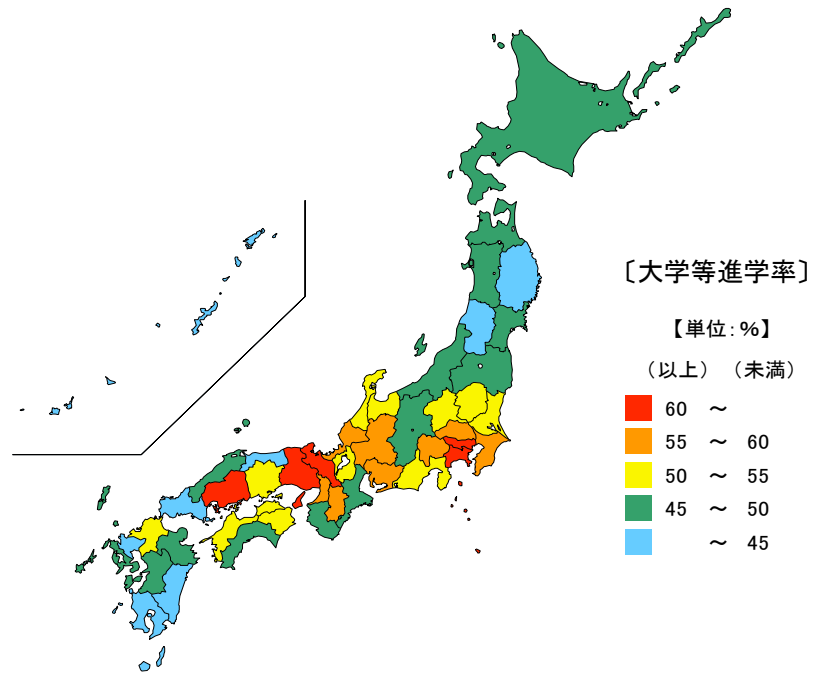 〔大学等進学率〕
【単位:%】
（以上）（未満）
60 ～
55 ～ 60
50 ～ 55
45 ～ 50
～ 45